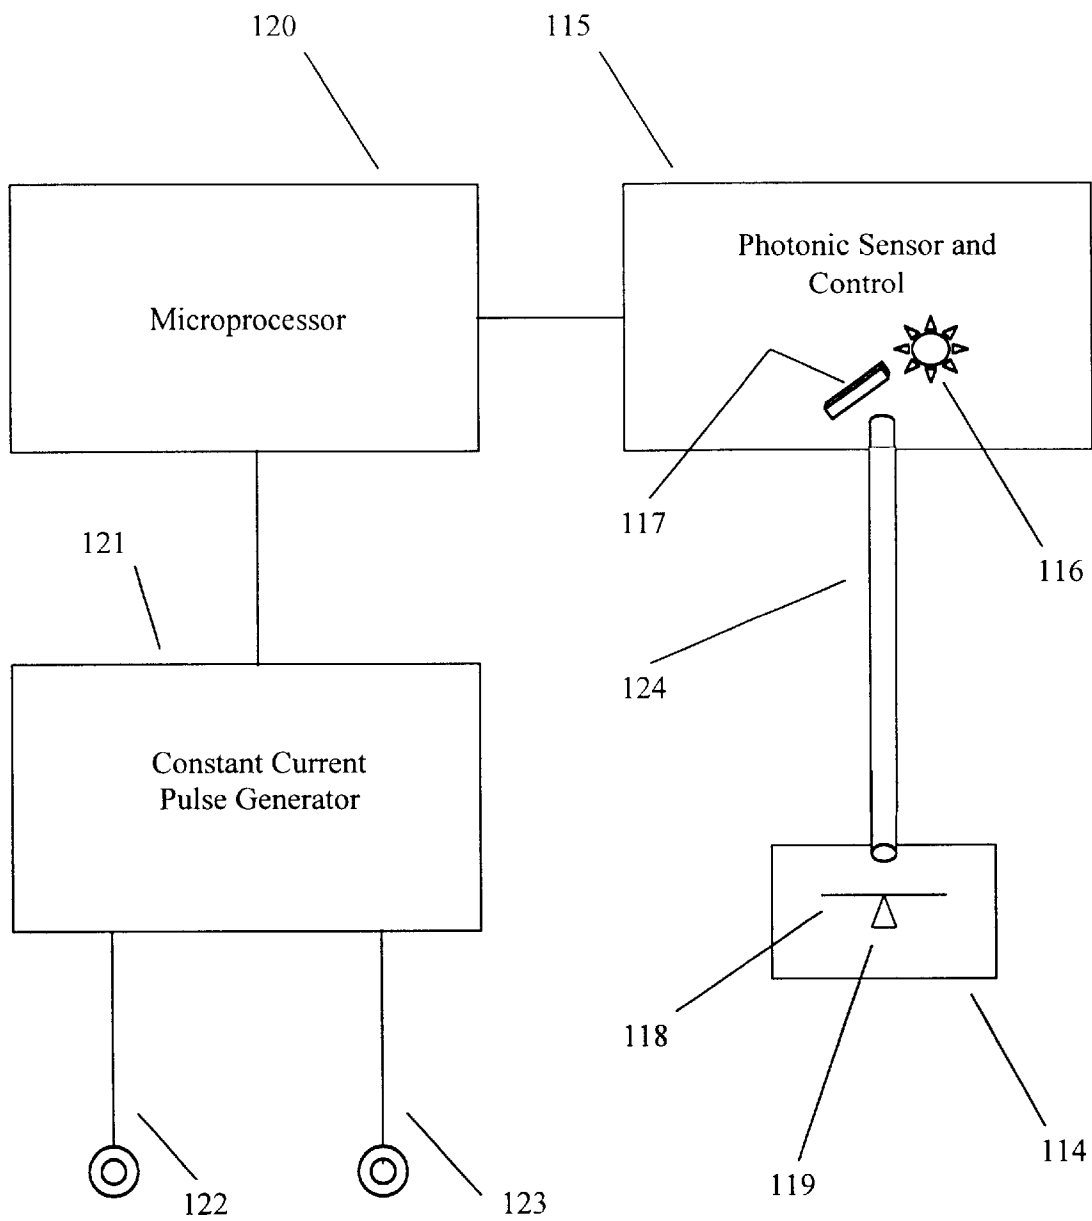 120
115
Photonic Sensor and
Control
Microprocessor
117
116
121
124
Constant Current
Pulse Generator
118
114
119
122
123